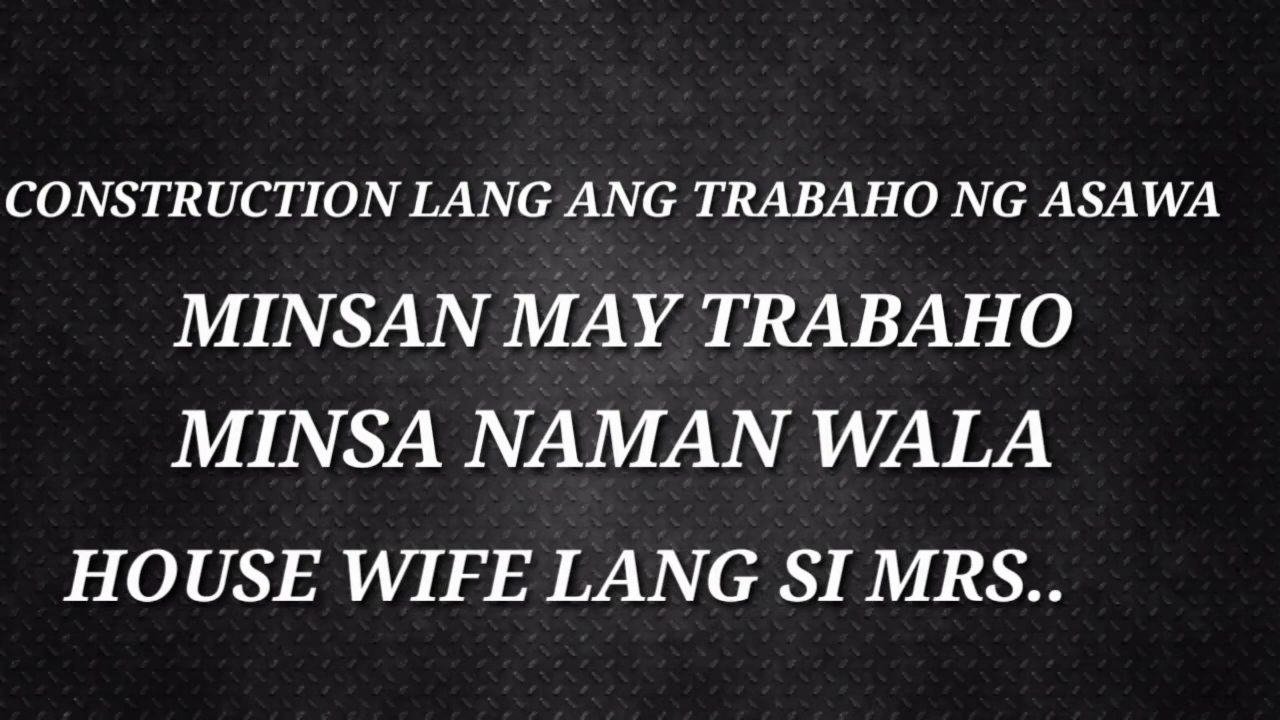 CONSTRUCTION LANG ANG TRABAHO NG ASAWA
MINSAN MAY TRABAHO
MINSA NAMAN WALA
HOUSE WIFE LANG SI MRS..